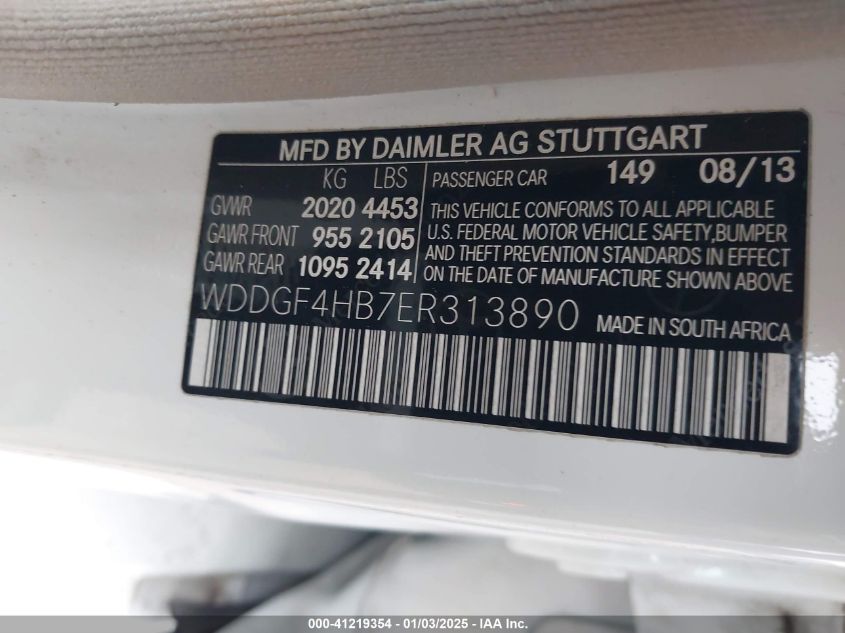 MFD BY DAIMLER AG STUTTGART
KG LBS
GVWR 2020 4453
GAWR FRONT 955 2105
GAWR REAR 1095 2414
PASSENGER CAR 149 08/13
THIS VEHICLE CONFORMS TO ALL APPLICABLE
U.S. FEDERAL MOTOR VEHICLE SAFETY,BUMPER
AND THEFT PREVENTION STANDARDS IN EFFECT
ON THE DATE OF MANUFACTURE SHOWN ABOVE
WDDGF4HB7ER313890
MADE IN SOUTH AFRICA
000-41219354 - 01/03/2025 - IAA Inc.